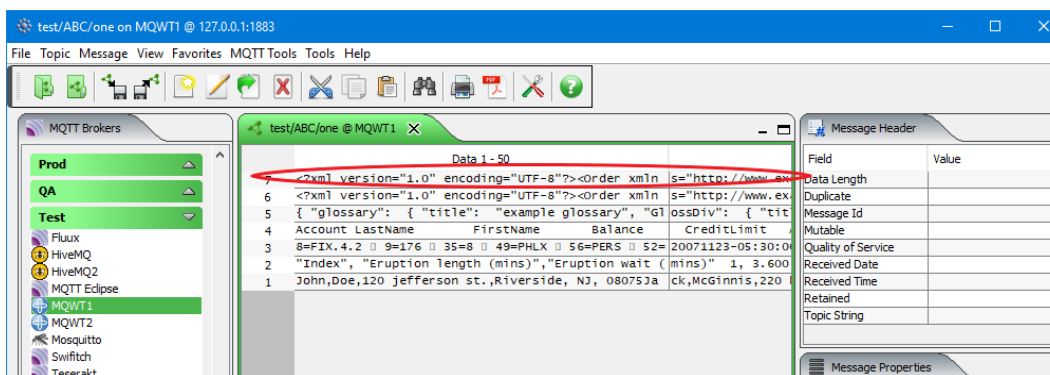 test/ABC/one on MQWT1 @ 127.0.0.1:1883
File Topic Message View Favorites MQTT Tools Tools Help
PDF
MQTT Brokers
Prod
QA
Test
Fluux
HiveMQ
HiveMQ2
MQTT Eclipse
MQWT1
MQWT2
Mosquitto
Swifitch
Teserakt
test/ABC/one @ MQWT1
Data 1 - 50
7 <?xml version="1.0" encoding="UTF-8"?><Order xmln s="http://www.ex
6 <?xml version="1.0" encoding="UTF-8"?><Order xmln s="http://www.ex
5 { "glossary": { "title": "example glossary", "Gl ossDiv": { "tit
4 Account LastName FirstName Balance CreditLimit
3 8=FIX.4.2 9=176 35=8 49=PHLX 56=PERS 52= 20071123-05:30:0
2 "Index", "Eruption length (mins)","Eruption wait ( mins)" 1, 3.600
1 John,Doe,120 jefferson st.,Riverside, NJ, 08075Ja ck,McGinnis,220
Message Header
Field Value
Data Length
Duplicate
Message Id
Mutable
Quality of Service
Received Date
Received Time
Retained
Topic String
Message Properties